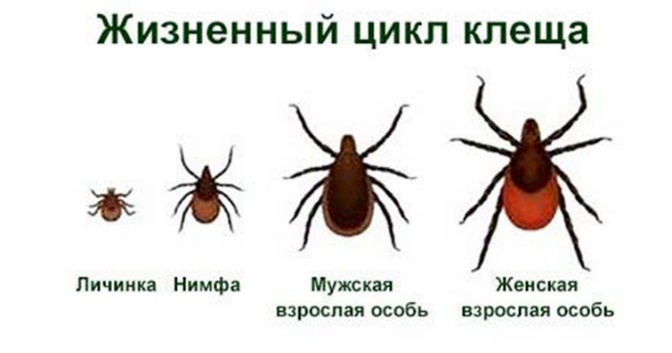 Жизненный цикл клеща
Личинка Нимфа Мужская взрослая особь Женская взрослая особь